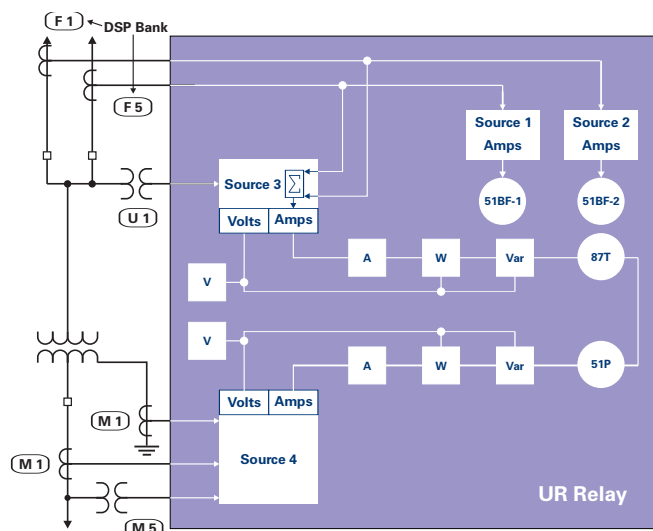 F 1
DSP Bank
F 5
Source 1
Amps
Source 2
Amps
Source 3
Σ
U 1
51BF-1
51BF-2
Volts
Amps
A
W
Var
87T
V
V
A
W
Var
51P
Volts
Amps
M 1
Source 4
M 1
M 5
UR Relay